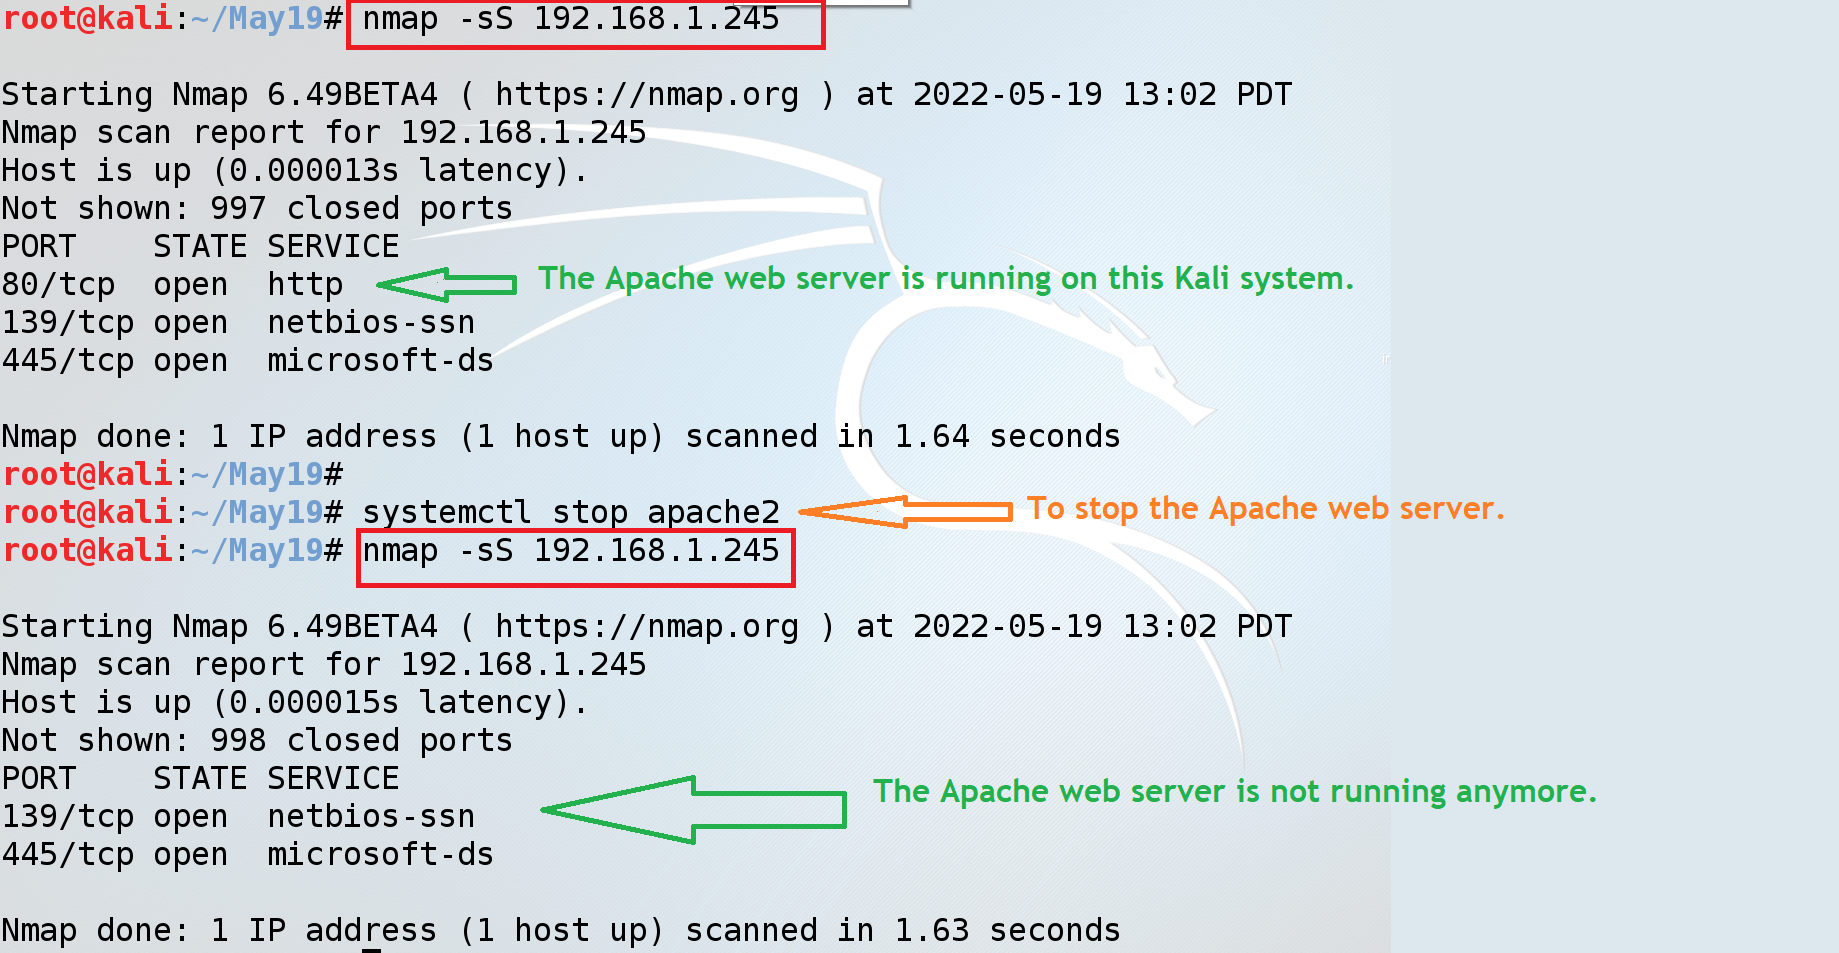 root@kali:~/May19# nmap -sS 192.168.1.245
Starting Nmap 6.49BETA4 ( https://nmap.org ) at 2022-05-19 13:02 PDT
Nmap scan report for 192.168.1.245
Host is up (0.000013s latency).
Not shown: 997 closed ports
PORT    STATE SERVICE
80/tcp  open  http The Apache web server is running on this Kali system.
139/tcp open  netbios-ssn
445/tcp open  microsoft-ds
Nmap done: 1 IP address (1 host up) scanned in 1.64 seconds
root@kali:~/May19#
root@kali:~/May19# systemctl stop apache2 To stop the Apache web server.
root@kali:~/May19# nmap -sS 192.168.1.245
Starting Nmap 6.49BETA4 ( https://nmap.org ) at 2022-05-19 13:02 PDT
Nmap scan report for 192.168.1.245
Host is up (0.000015s latency).
Not shown: 998 closed ports
PORT    STATE SERVICE
The Apache web server is not running anymore.
139/tcp open  netbios-ssn
445/tcp open  microsoft-ds
Nmap done: 1 IP address (1 host up) scanned in 1.63 seconds